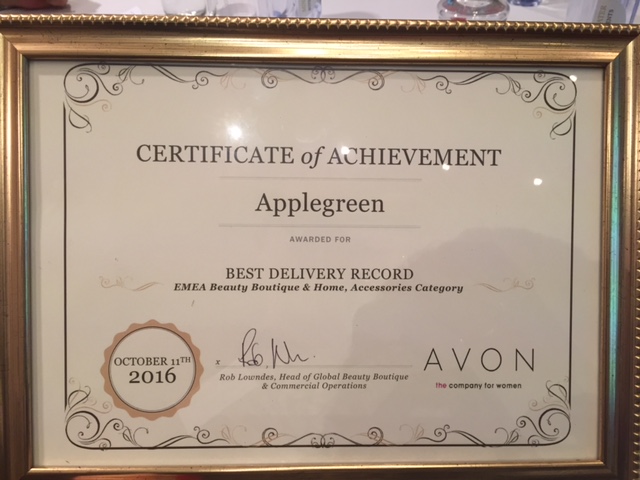 CERTIFICATE of ACHIEVEMENT
Applegreen
AWARDED FOR
BEST DELIVERY RECORD
EMEA Beauty Boutique & Home, Accessories Category
OCTOBER 11TH
2016
x
Rob Lowndes, Head of Global Beauty Boutique
& Commercial Operations
AVON
the company for women